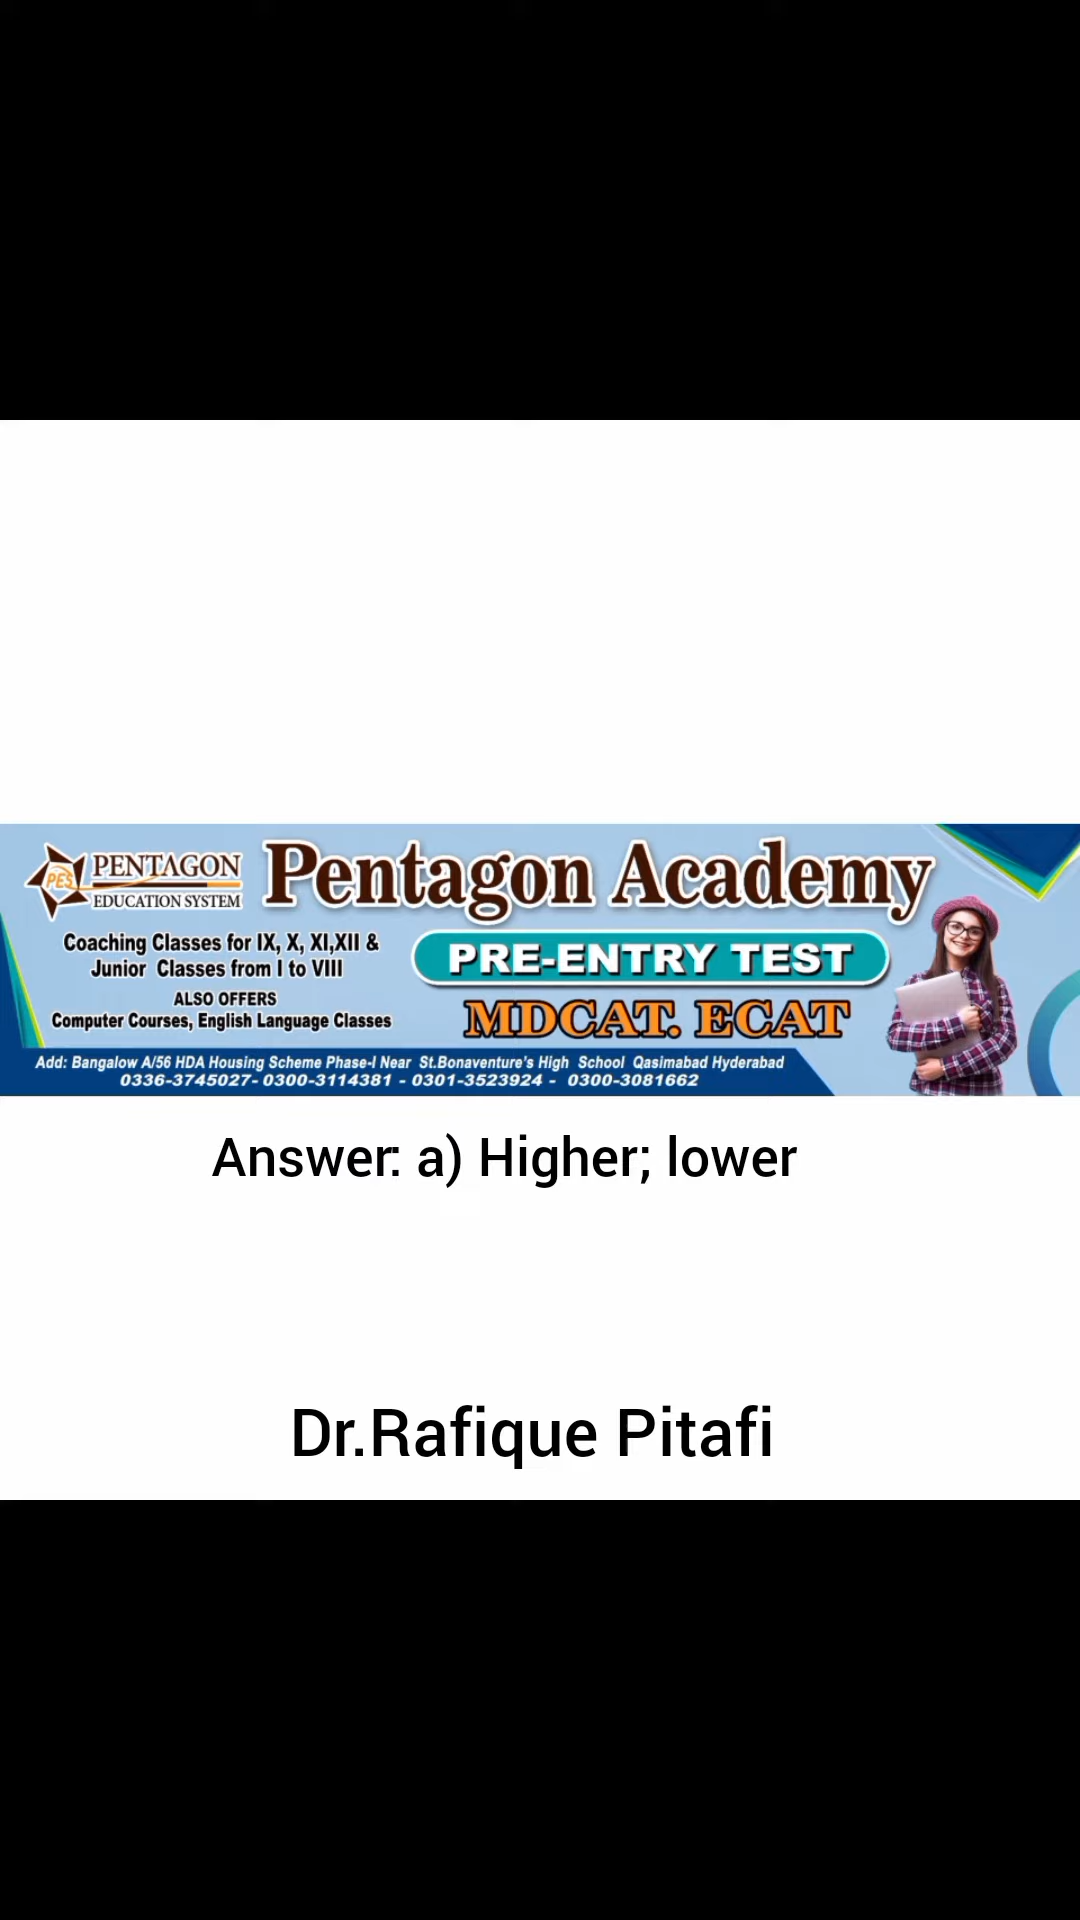 PES
PENTAGON
EDUCATION SYSTEM
Pentagon Academy
Coaching Classes for IX, X, XI,XII &
Junior Classes from I to VIII
ALSO OFFERS
Computer Courses, English Language Classes
PRE-ENTRY TEST
MDCAT. ECAT
Add: Bangalow A/56 HDA Housing Scheme Phase-I Near St.Bonaventure's High School Qasimabad Hyderabad
0336-3745027- 0300-3114381 - 0301-3523924 - 0300-3081662
Answer: a) Higher; lower
Dr.Rafique Pitafi